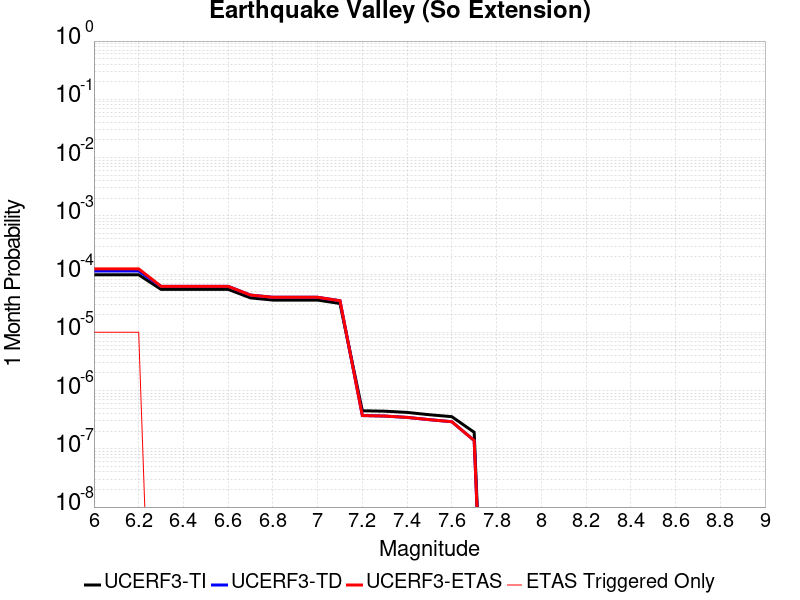 Earthquake Valley (So Extension)
10^0
10^-1
10^-2
10^-3
10^-4
10^-5
10^-6
10^-7
10^-8
1 Month Probability
6 6.2 6.4 6.6 6.8 7 7.2 7.4 7.6 7.8 8 8.2 8.4 8.6 8.8 9
Magnitude
UCERF3-TI UCERF3-TD UCERF3-ETAS ETAS Triggered Only